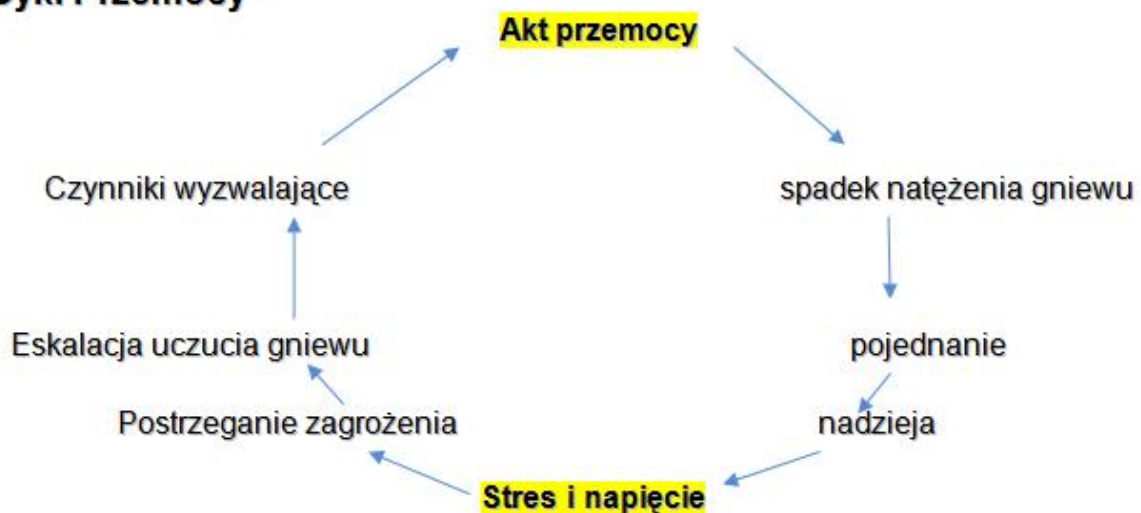 Akt przemocy
Czynniki wyzwalające
spadek natężenia gniewu
Eskalacja uczucia gniewu
pojednanie
Postrzeganie zagrożenia
nadzieja
Stres i napięcie